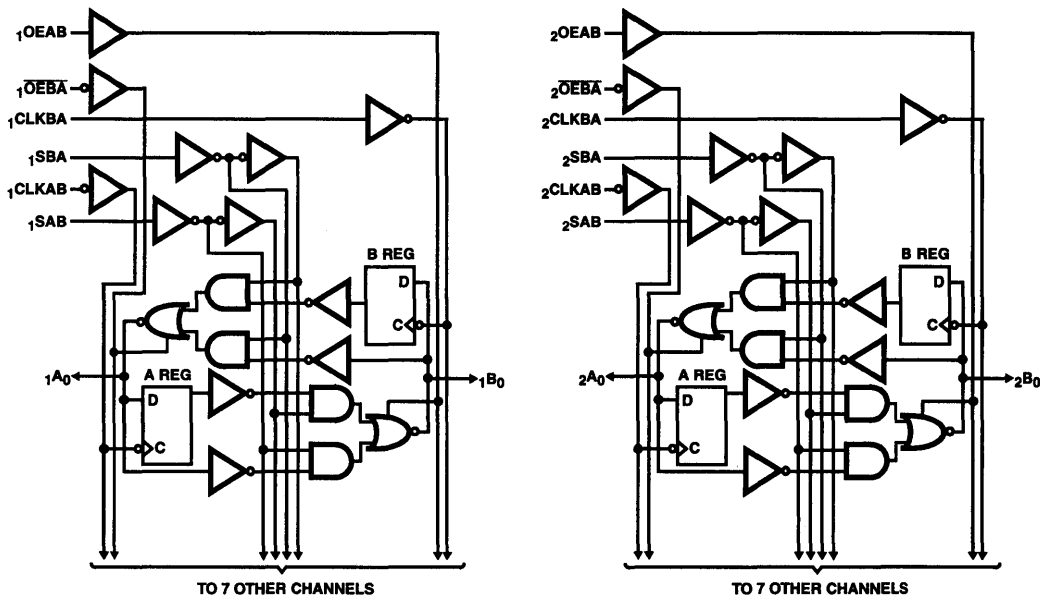 1OEAB
1OEBA
1CLKBA
1SBA
1CLKAB
1SAB
B REG
D
C
1A0
A REG
D
C
1B0
TO 7 OTHER CHANNELS
2OEAB
2OEBA
2CLKBA
2SBA
2CLKAB
2SAB
B REG
D
C
2A0
A REG
D
C
2B0
TO 7 OTHER CHANNELS